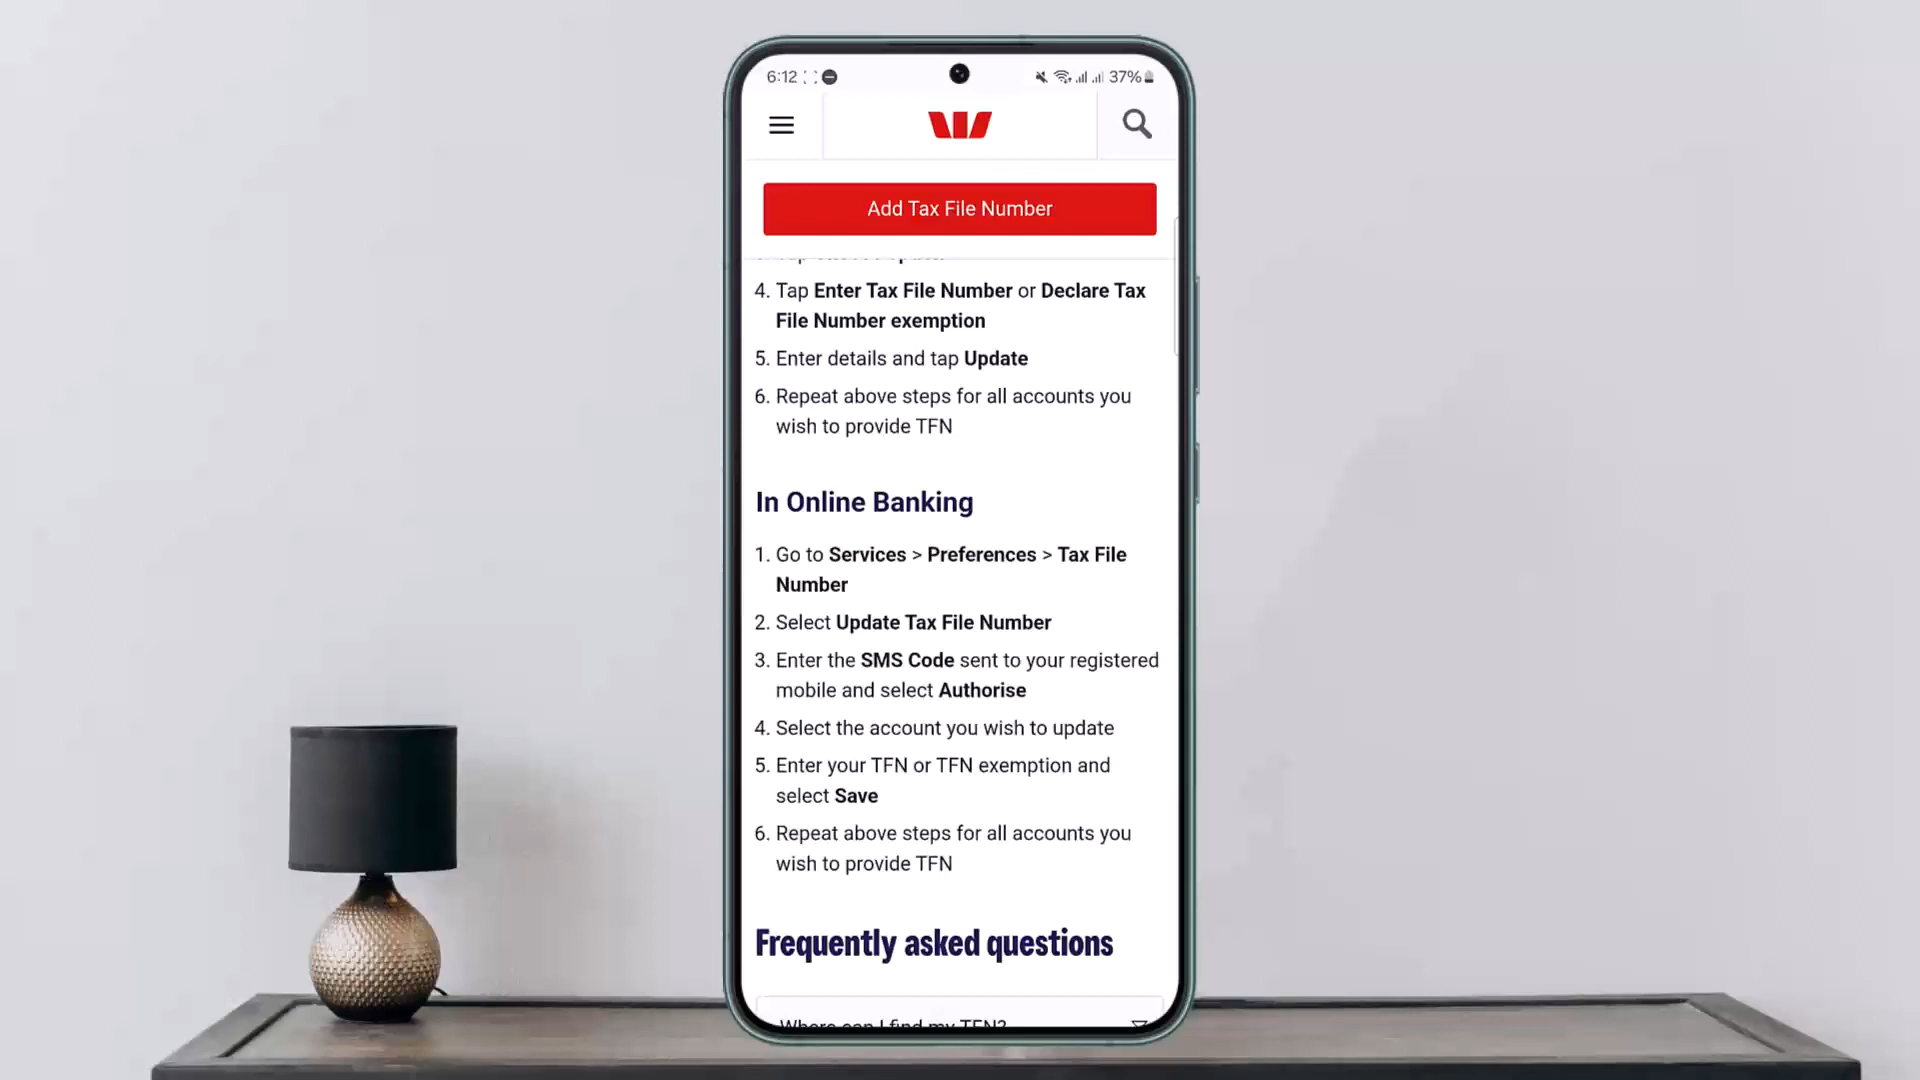 6:12
37%
Add Tax File Number
4. Tap Enter Tax File Number or Declare Tax
File Number exemption
5. Enter details and tap Update
6. Repeat above steps for all accounts you
wish to provide TFN
In Online Banking
1. Go to Services > Preferences > Tax File
Number
2. Select Update Tax File Number
3. Enter the SMS Code sent to your registered
mobile and select Authorise
4. Select the account you wish to update
5. Enter your TFN or TFN exemption and
select Save
6. Repeat above steps for all accounts you
wish to provide TFN
Frequently asked questions
Where can I find my TFN?